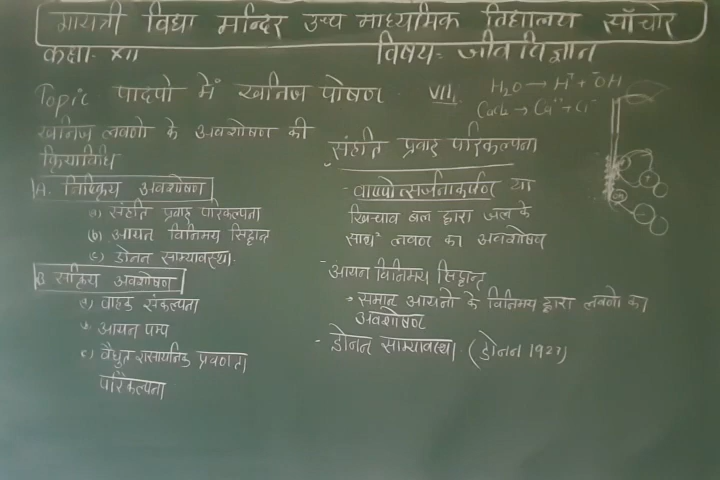 गायत्री विद्या मन्दिर उच्च माध्यमिक विद्यालय साँचोर
कक्षा- XII
विषय:- जीव विज्ञान
Topic पादपो में खनिज पोषण VII.
H₂O → H⁺ + ⁻OH
CaCl₂ → Ca⁺⁺ + Cl⁻
खनिज लवणो के अवशोषण की
क्रियाविधि
A. निष्क्रिय अवशोषण
a) संहति प्रवाह परिकल्पना
(b) आयन विनिमय सिद्धान्त
(c) डोनन साम्यावस्था.
B. सक्रिय अवशोषण
a) वाहक संकल्पना
आयन पम्प
c) वैधुत रासायनिक प्रवणता
परिकल्पना
संहति प्रवाह परिकल्पना
- वाष्पोत्सर्जनाकर्षण या
खिंचाव बल द्वारा जल के
साथ लवण का अवशोषण
- आयन विनिमय सिद्धान्त
समान आयनो के विनिमय द्वारा लवणो का
अवशोषण
- डोनन साम्यावस्था (डोनन 1927)